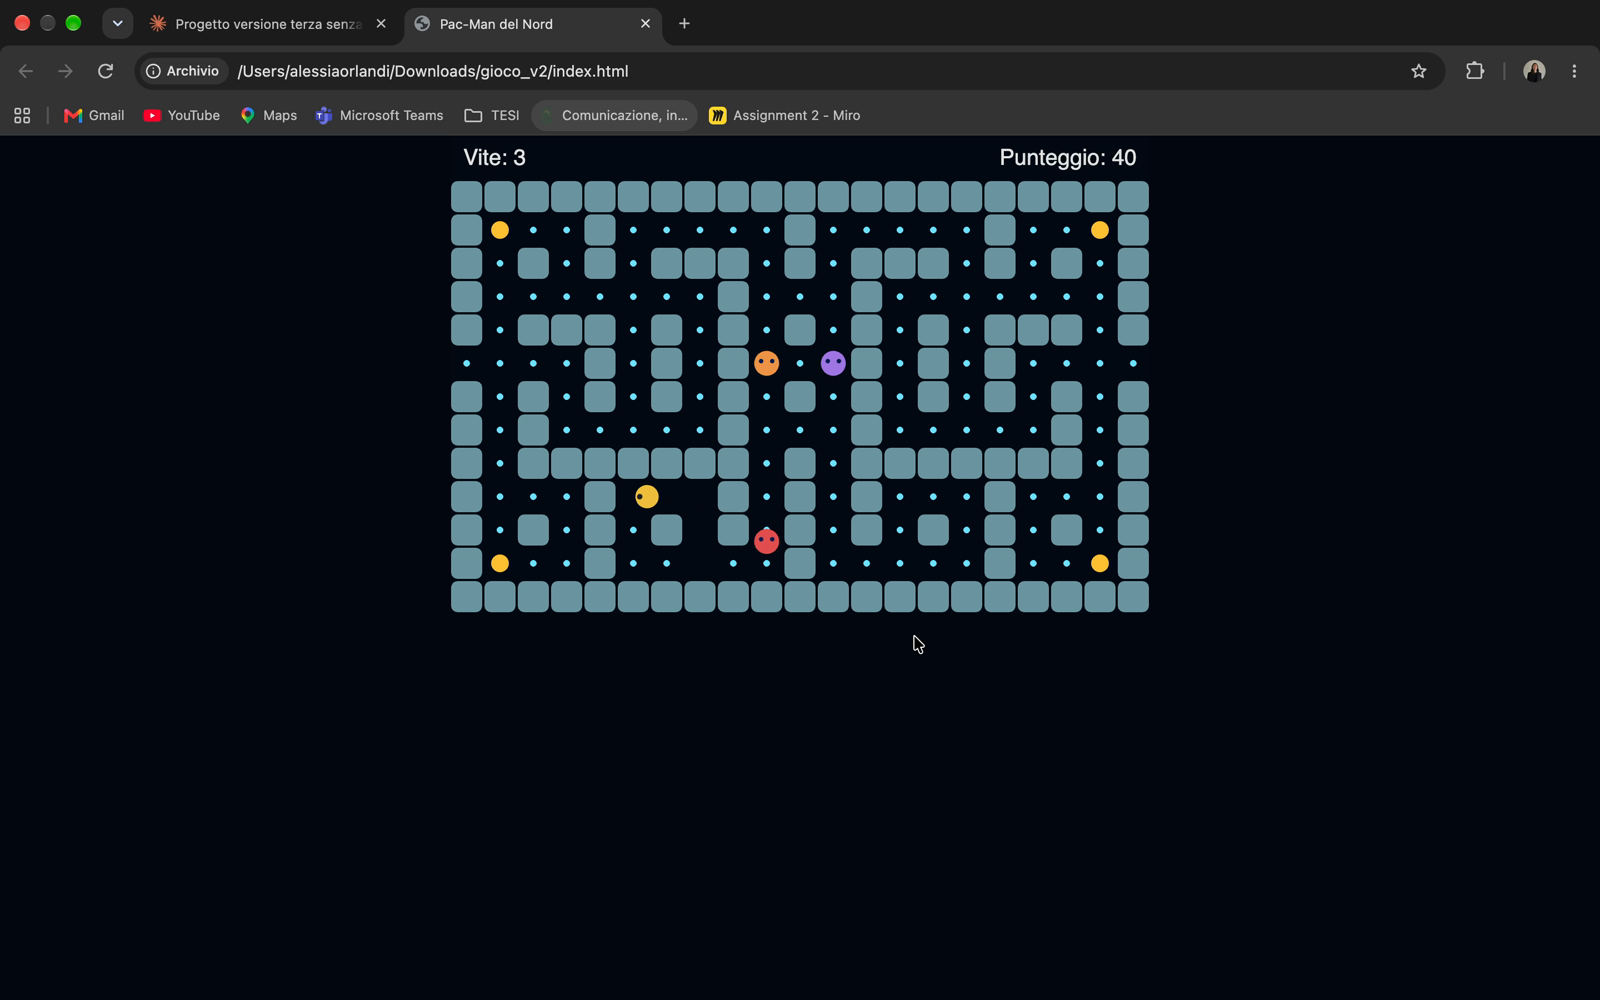 Progetto versione terza senza
Pac-Man del Nord
Archivio
/Users/alessiaorlandi/Downloads/gioco_v2/index.html
Gmail
YouTube
Maps
Microsoft Teams
TESI
Comunicazione, in...
Assignment 2 - Miro
Vite: 3
Punteggio: 40